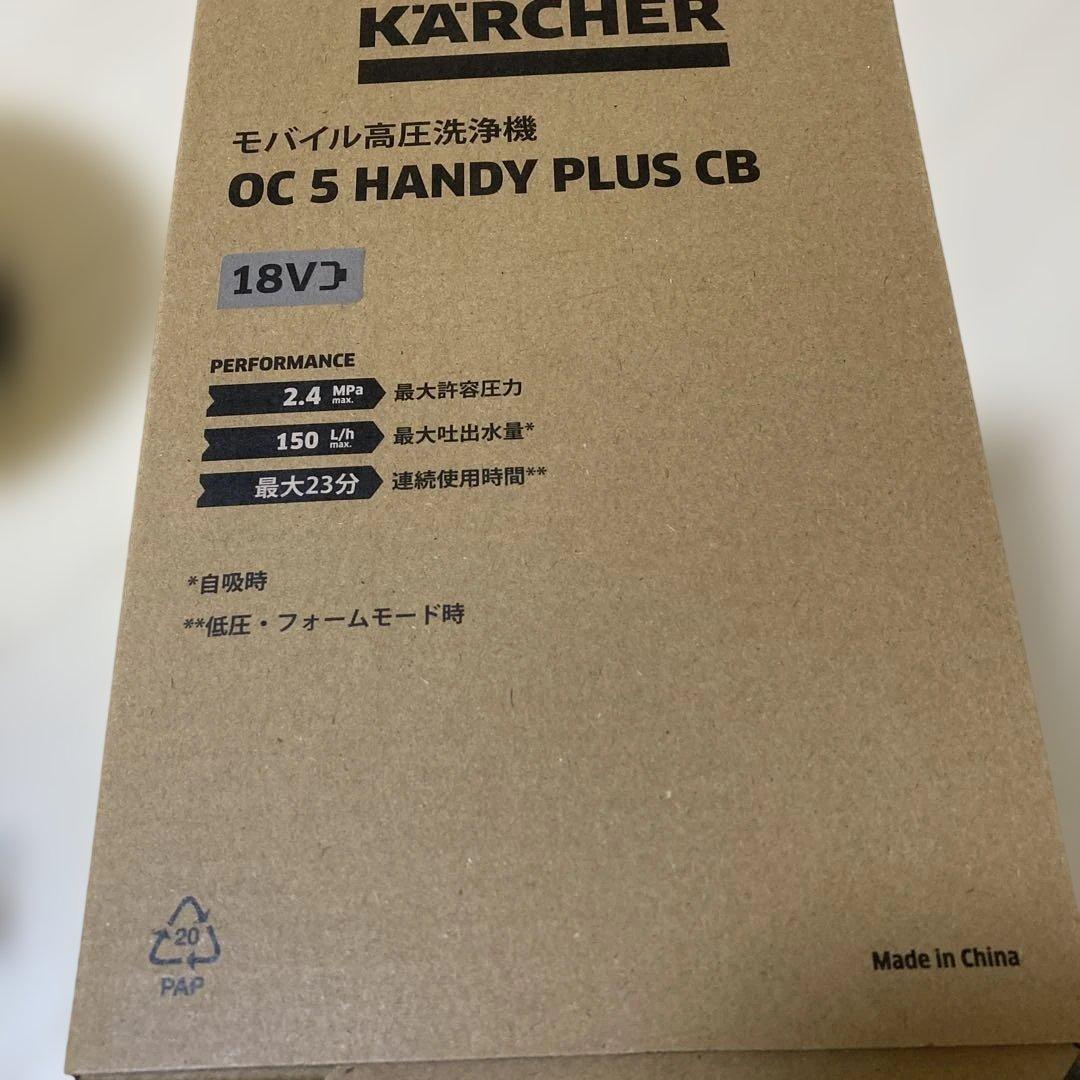 KÄRCHER
モバイル高圧洗浄機
OC 5 HANDY PLUS CB
18V
PERFORMANCE
2.4 MPa max. 最大許容圧力
150 L/h max. 最大吐出水量*
最大23分 連続使用時間**
*自吸時
**低圧・フォームモード時
20
PAP
Made in China